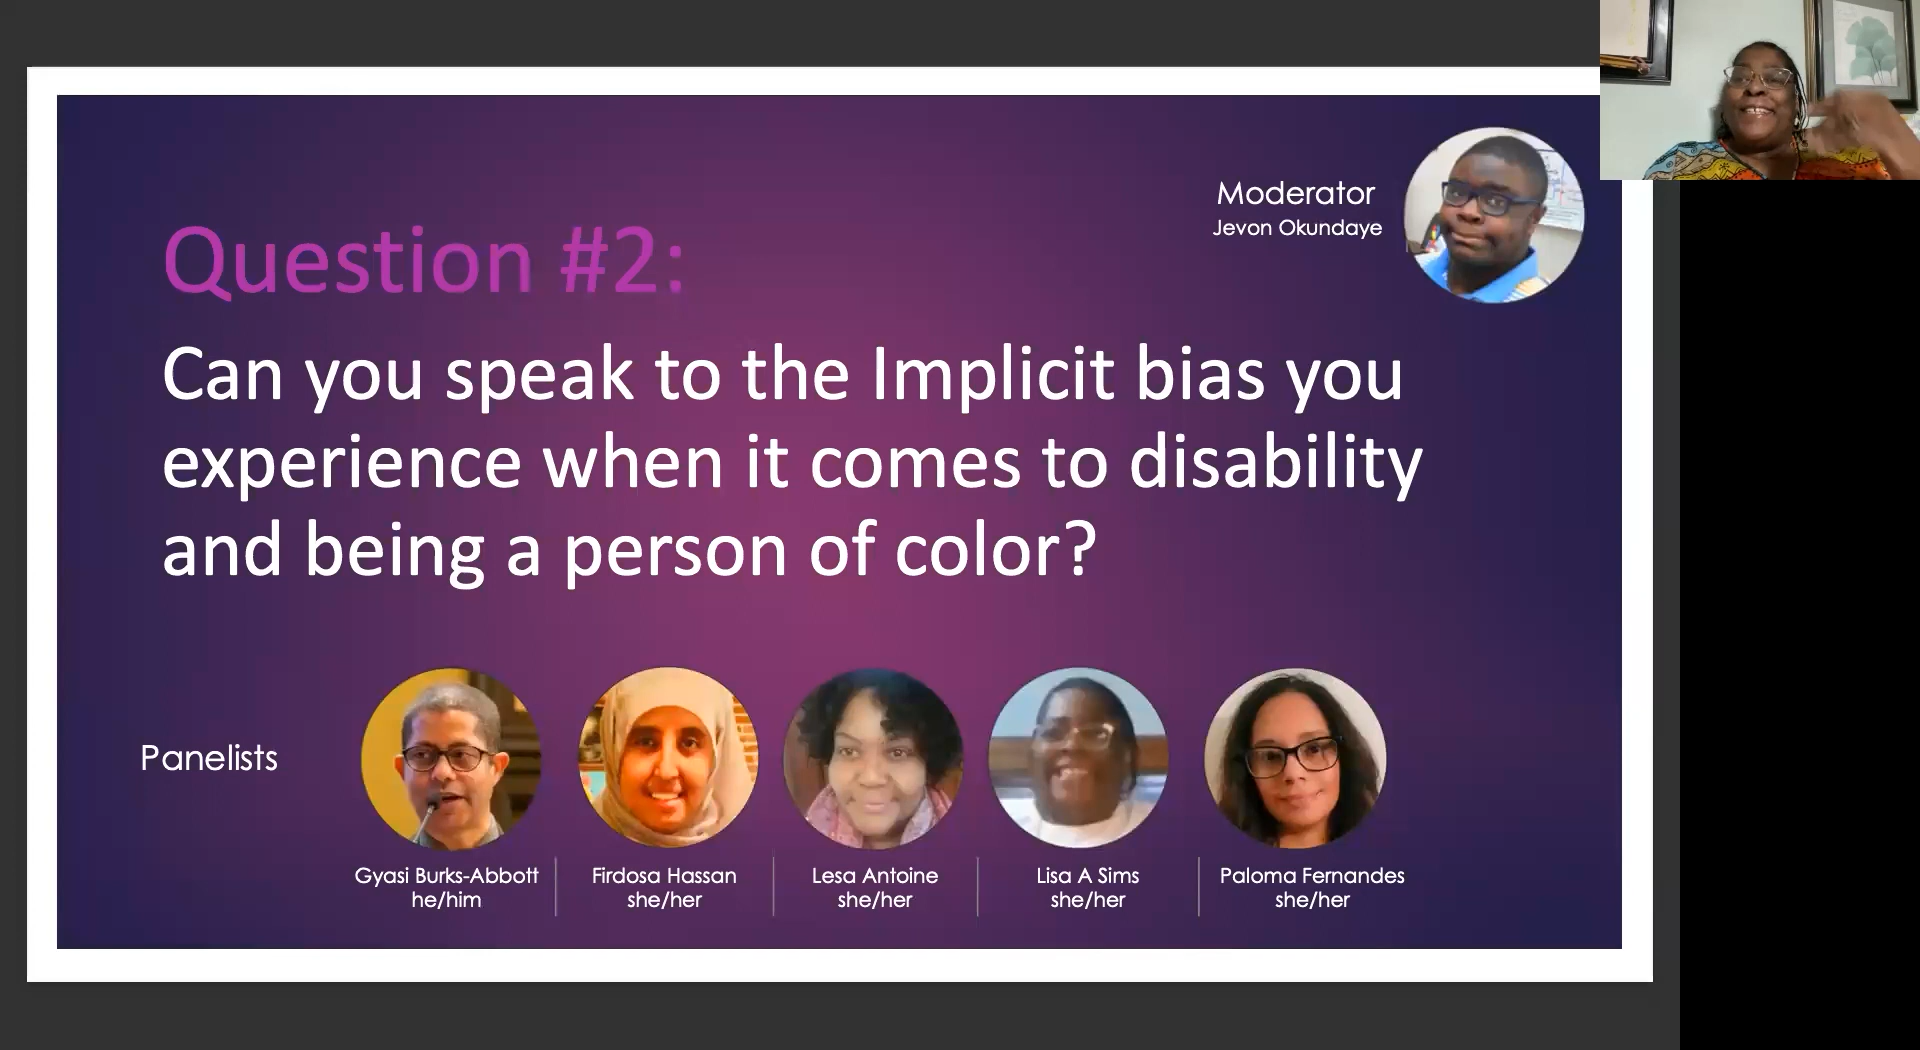 Moderator
Jevon Okundaye
Question #2:
Can you speak to the Implicit bias you
experience when it comes to disability
and being a person of color?
Panelists
Gyasi Burks-Abbott
he/him
Firdosa Hassan
she/her
Lesa Antoine
she/her
Lisa A Sims
she/her
Paloma Fernandes
she/her